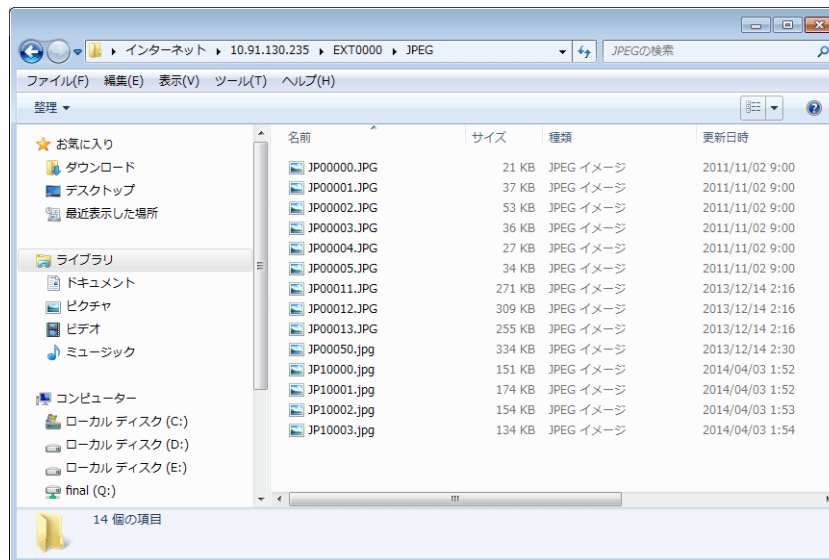 インターネット ▸ 10.91.130.235 ▸ EXT0000 ▸ JPEG
JPEGの検索
ファイル(F) 編集(E) 表示(V) ツール(T) ヘルプ(H)
整理
お気に入り
ダウンロード
デスクトップ
最近表示した場所
ライブラリ
ドキュメント
ピクチャ
ビデオ
ミュージック
コンピューター
ローカル ディスク (C:)
ローカル ディスク (D:)
ローカル ディスク (E:)
final (Q:)
名前 サイズ 種類 更新日時
JP00000.JPG 21 KB JPEG イメージ 2011/11/02 9:00
JP00001.JPG 37 KB JPEG イメージ 2011/11/02 9:00
JP00002.JPG 53 KB JPEG イメージ 2011/11/02 9:00
JP00003.JPG 36 KB JPEG イメージ 2011/11/02 9:00
JP00004.JPG 27 KB JPEG イメージ 2011/11/02 9:00
JP00005.JPG 34 KB JPEG イメージ 2011/11/02 9:00
JP00011.JPG 271 KB JPEG イメージ 2013/12/14 2:16
JP00012.JPG 309 KB JPEG イメージ 2013/12/14 2:16
JP00013.JPG 255 KB JPEG イメージ 2013/12/14 2:16
JP00050.jpg 334 KB JPEG イメージ 2013/12/14 2:30
JP10000.jpg 151 KB JPEG イメージ 2014/04/03 1:52
JP10001.jpg 174 KB JPEG イメージ 2014/04/03 1:52
JP10002.jpg 154 KB JPEG イメージ 2014/04/03 1:53
JP10003.jpg 134 KB JPEG イメージ 2014/04/03 1:54
14 個の項目